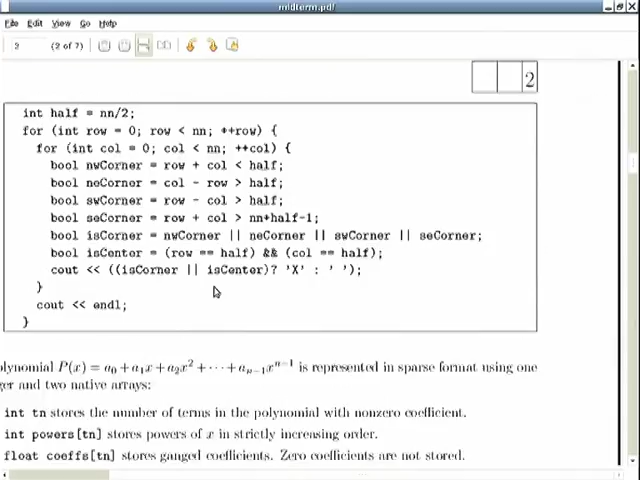 midterm.pdf
File Edit View Go Help
2 (2 of 7)
2
int half = nn/2;
for (int row = 0; row < nn; ++row) {
for (int col = 0; col < nn; ++col) {
bool nwCorner = row + col < half;
bool neCorner = col - row > half;
bool swCorner = row - col > half;
bool seCorner = row + col > nn+half-1;
bool isCorner = nwCorner || neCorner || swCorner || seCorner;
bool isCenter = (row == half) && (col == half);
cout << ((isCorner || isCenter)? 'X' : ' ');
}
cout << endl;
}
olynomial P(x) = a₀ + a₁x + a₂x² + ··· + aₙ₋₁xⁿ⁻¹ is represented in sparse format using one
ger and two native arrays:
int tn stores the number of terms in the polynomial with nonzero coefficient.
int powers[tn] stores powers of x in strictly increasing order.
float coeffs[tn] stores ganged coefficients. Zero coefficients are not stored.